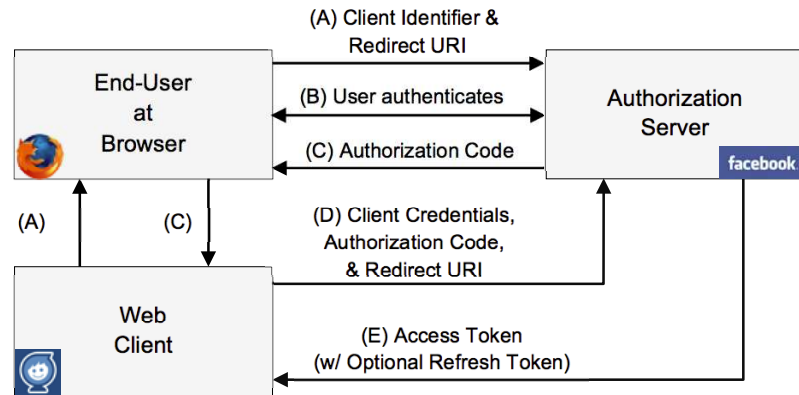 (A) Client Identifier &
Redirect URI
End-User
at
Browser
(B) User authenticates
Authorization
Server
(C) Authorization Code
facebook
(A)
(C)
(D) Client Credentials,
Authorization Code,
& Redirect URI
Web
Client
(E) Access Token
(w/ Optional Refresh Token)